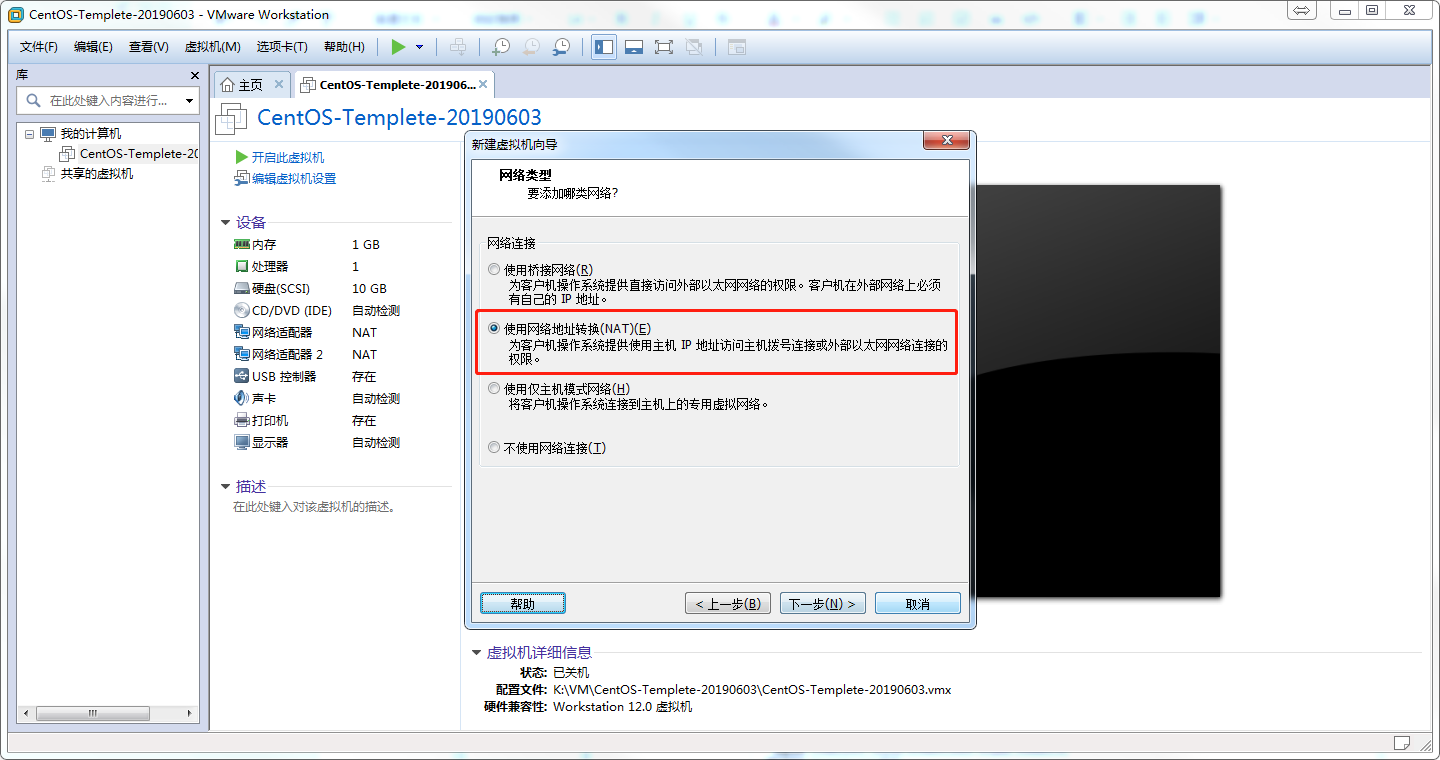 CentOS-Templete-20190603 - VMware Workstation
文件(F) 编辑(E) 查看(V) 虚拟机(M) 选项卡(T) 帮助(H)
库
在此处键入内容进行...
我的计算机
CentOS-Templete-20
共享的虚拟机
主页
CentOS-Templete-201906...
CentOS-Templete-20190603
开启此虚拟机
编辑虚拟机设置
设备
内存 1 GB
处理器 1
硬盘(SCSI) 10 GB
CD/DVD (IDE) 自动检测
网络适配器 NAT
网络适配器 2 NAT
USB 控制器 存在
声卡 自动检测
打印机 存在
显示器 自动检测
描述
在此处键入对该虚拟机的描述。
新建虚拟机向导
网络类型
要添加哪类网络?
网络连接
使用桥接网络(R)
为客户机操作系统提供直接访问外部以太网网络的权限。客户机在外部网络上必须
有自己的 IP 地址。
使用网络地址转换(NAT)(E)
为客户机操作系统提供使用主机 IP 地址访问主机拨号连接或外部以太网网络连接的
权限。
使用仅主机模式网络(H)
将客户机操作系统连接到主机上的专用虚拟网络。
不使用网络连接(T)
帮助 < 上一步(B) 下一步(N) > 取消
虚拟机详细信息
状态: 已关机
配置文件: K:\VM\CentOS-Templete-20190603\CentOS-Templete-20190603.vmx
硬件兼容性: Workstation 12.0 虚拟机